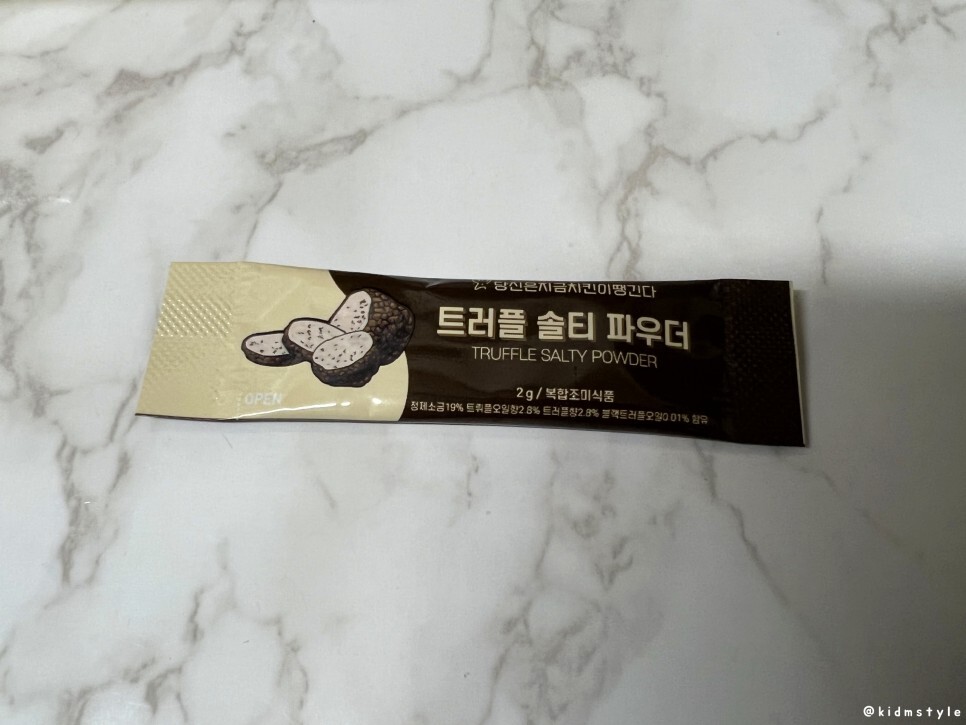 당신은지금치킨이땡긴다
트러플 솔티 파우더
TRUFFLE SALTY POWDER
2g / 복합조미식품
OPEN
정제소금19% 트뤄플오일향2.8% 트러플향2.8% 블랙트러플오일0.01% 함유
@kidmstyle